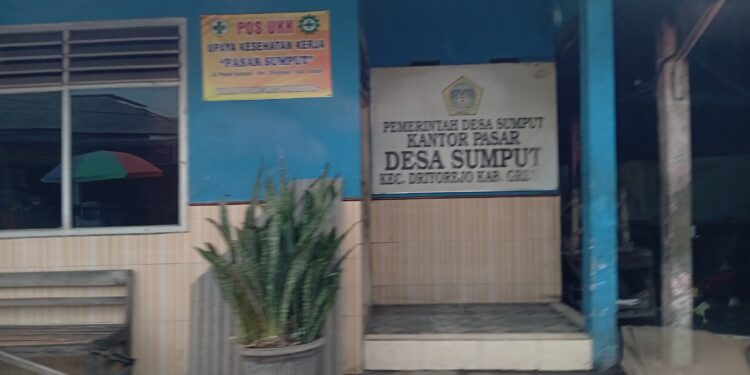 POS UKK
UPAYA KESEHATAN KERJA
"PASAR SUMPUT"
PEMERINTAH DESA SUMPUT
KANTOR PASAR
DESA SUMPUT
KEC. DRIYOREJO KAB.